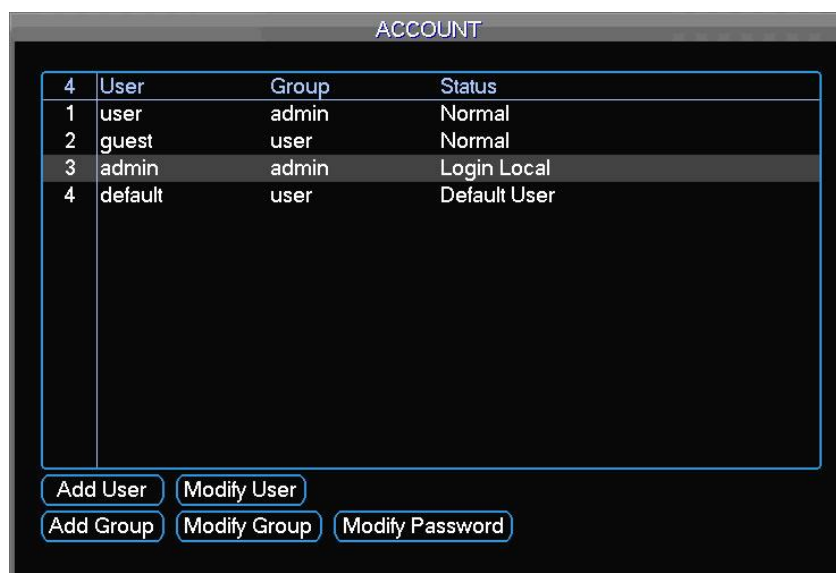 ACCOUNT
4 User Group Status
1 user admin Normal
2 guest user Normal
3 admin admin Login Local
4 default user Default User
Add User Modify User
Add Group Modify Group Modify Password